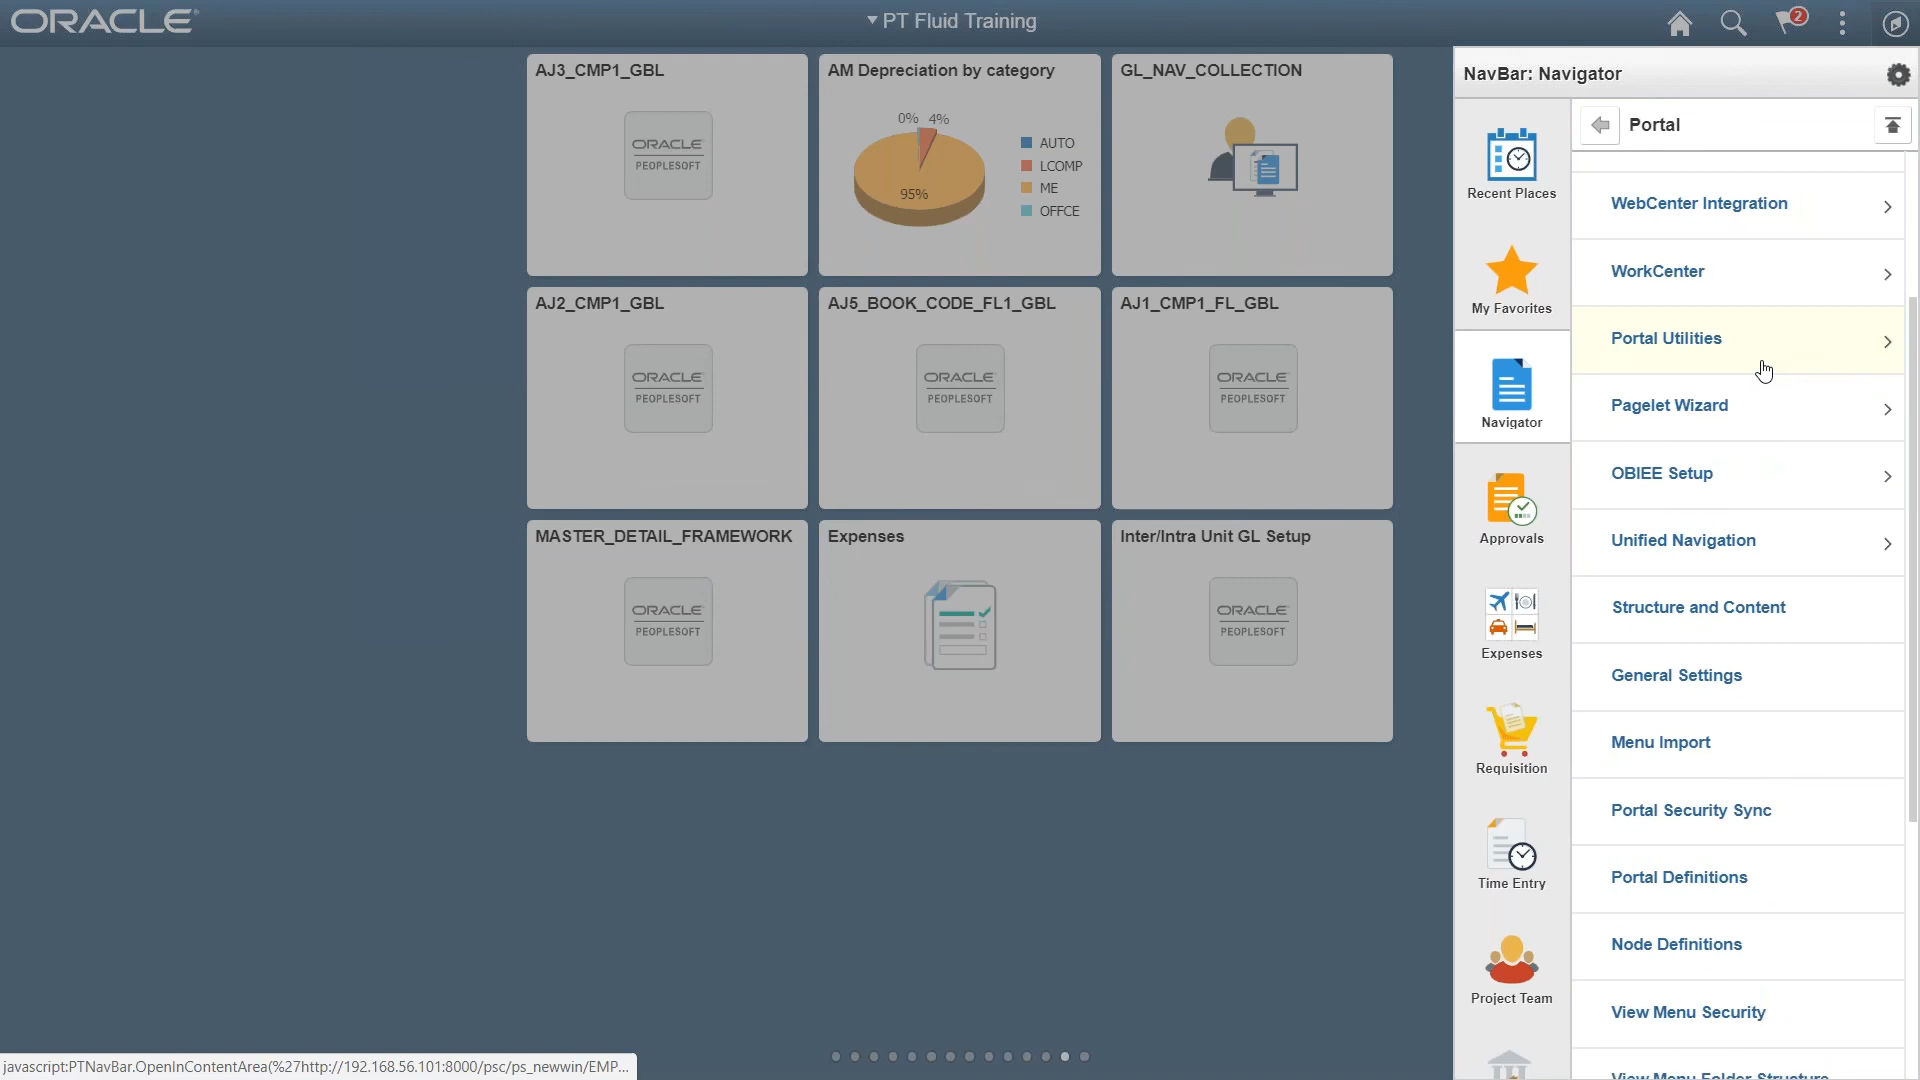 ORACLE
PT Fluid Training
2
AJ3_CMP1_GBL
ORACLE
PEOPLESOFT
AM Depreciation by category
0% 4%
95%
AUTO
LCOMP
ME
OFFCE
GL_NAV_COLLECTION
AJ2_CMP1_GBL
ORACLE
PEOPLESOFT
AJ5_BOOK_CODE_FL1_GBL
ORACLE
PEOPLESOFT
AJ1_CMP1_FL_GBL
ORACLE
PEOPLESOFT
MASTER_DETAIL_FRAMEWORK
ORACLE
PEOPLESOFT
Expenses
Inter/Intra Unit GL Setup
ORACLE
PEOPLESOFT
NavBar: Navigator
Recent Places
My Favorites
Navigator
Approvals
Expenses
Requisition
Time Entry
Project Team
Portal
WebCenter Integration
WorkCenter
Portal Utilities
Pagelet Wizard
OBIEE Setup
Unified Navigation
Structure and Content
General Settings
Menu Import
Portal Security Sync
Portal Definitions
Node Definitions
View Menu Security
View Menu Folder Structure
javascript:PTNavBar.OpenInContentArea(%27http://192.168.56.101:8000/psc/ps_newwin/EMP...